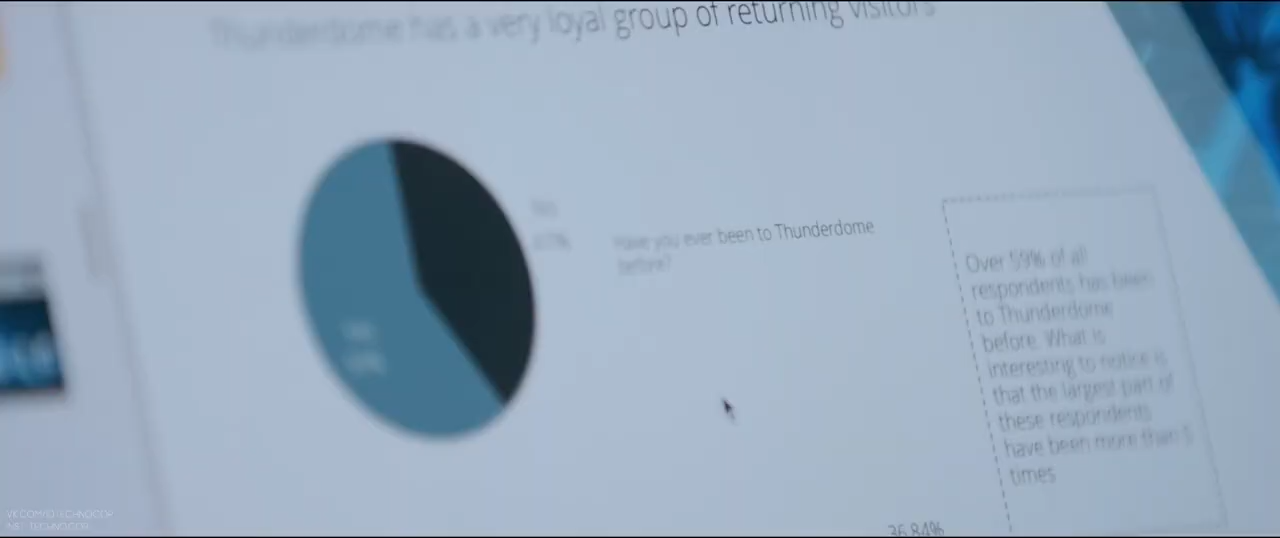 Thunderdome has a very loyal group of returning visitors
Have you ever been to Thunderdome
before?
Over 59% of all
respondents has been
to Thunderdome
before. What is
interesting to notice is
that the largest part of
these respondents
have been more than 5
times
36.84%